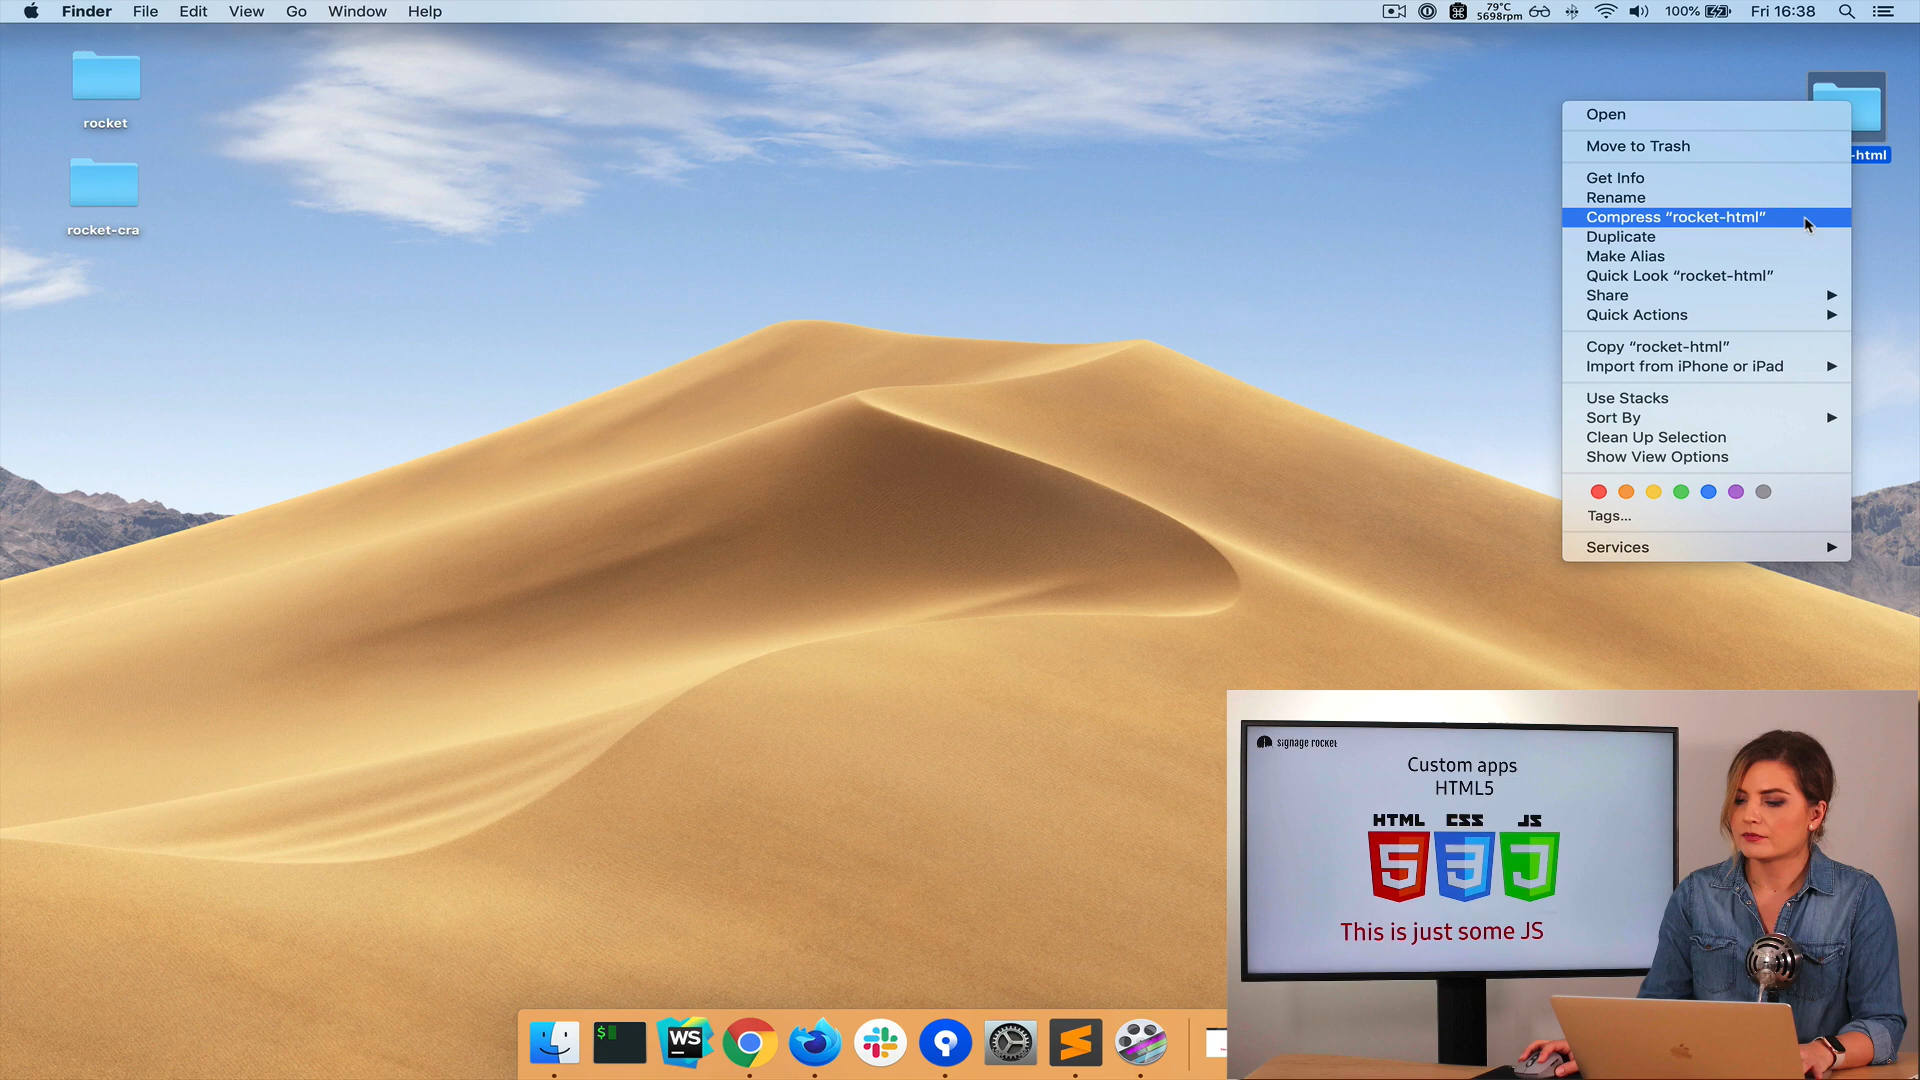 Finder File Edit View Go Window Help
79°C
5698rpm
100%
Fri 16:38
rocket
rocket-cra
-html
Open
Move to Trash
Get Info
Rename
Compress “rocket-html”
Duplicate
Make Alias
Quick Look “rocket-html”
Share
Quick Actions
Copy “rocket-html”
Import from iPhone or iPad
Use Stacks
Sort By
Clean Up Selection
Show View Options
Tags...
Services
signage rocket
Custom apps
HTML5
HTML CSS JS
This is just some JS
$
WS